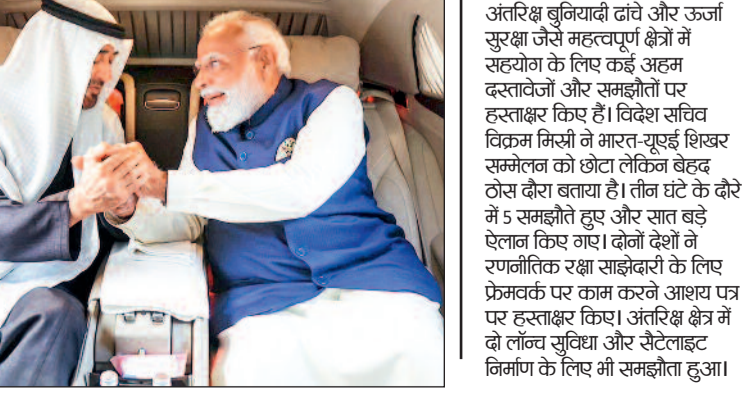 अंतरिक्ष बुनियादी ढांचे और ऊर्जा
सुरक्षा जैसे महत्वपूर्ण क्षेत्रों में
सहयोग के लिए कई अहम
दस्तावेजों और समझौतों पर
हस्ताक्षर किए हैं। विदेश सचिव
विक्रम मिस्री ने भारत-यूएई शिखर
सम्मेलन को छोटा लेकिन बेहद
ठोस दौरा बताया है। तीन घंटे के दौरे
में 5 समझौते हुए और सात बड़े
ऐलान किए गए। दोनों देशों ने
रणनीतिक रक्षा साझेदारी के लिए
फ्रेमवर्क पर काम करने आशय पत्र
पर हस्ताक्षर किए। अंतरिक्ष क्षेत्र में
दो लॉन्च सुविधा और सैटेलाइट
निर्माण के लिए भी समझौता हुआ।